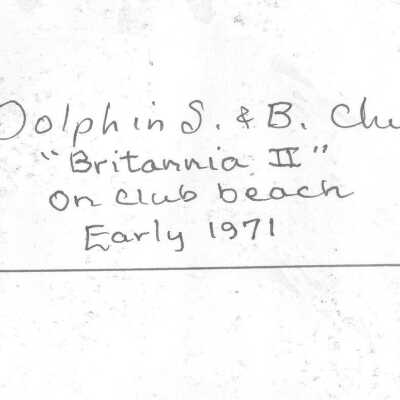 Dolphin S. & B. Clu
"Britannia II"
on club beach
Early 1971